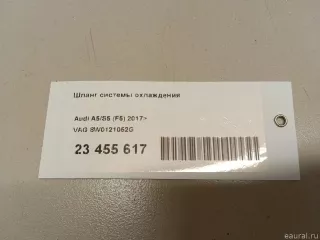 Шланг системы охлаждения
Audi A5/S5 (F5) 2017>
VAG 8W0121062G
23 455 617
eaural.ru